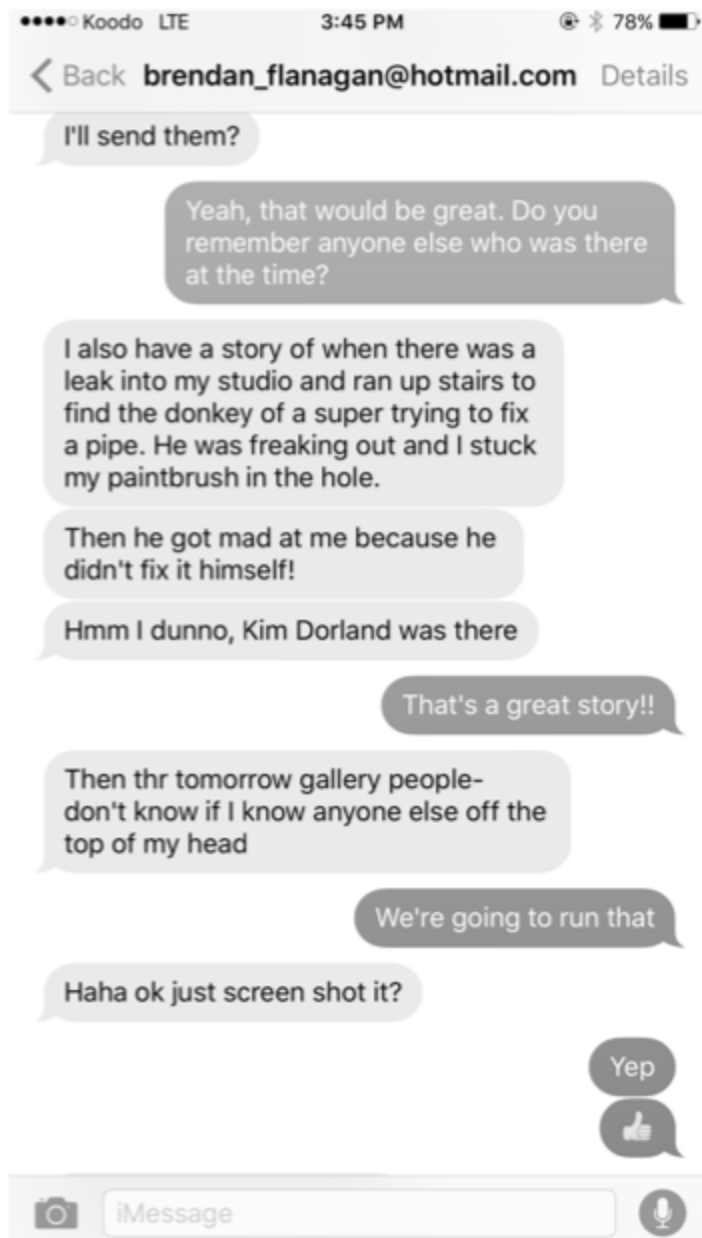 Koodo LTE 3:45 PM 78%
Back brendan_flanagan@hotmail.com Details
I'll send them?
Yeah, that would be great. Do you
remember anyone else who was there
at the time?
I also have a story of when there was a
leak into my studio and ran up stairs to
find the donkey of a super trying to fix
a pipe. He was freaking out and I stuck
my paintbrush in the hole.
Then he got mad at me because he
didn't fix it himself!
Hmm I dunno, Kim Dorland was there
That's a great story!!
Then thr tomorrow gallery people-
don't know if I know anyone else off the
top of my head
We're going to run that
Haha ok just screen shot it?
Yep
👍
iMessage